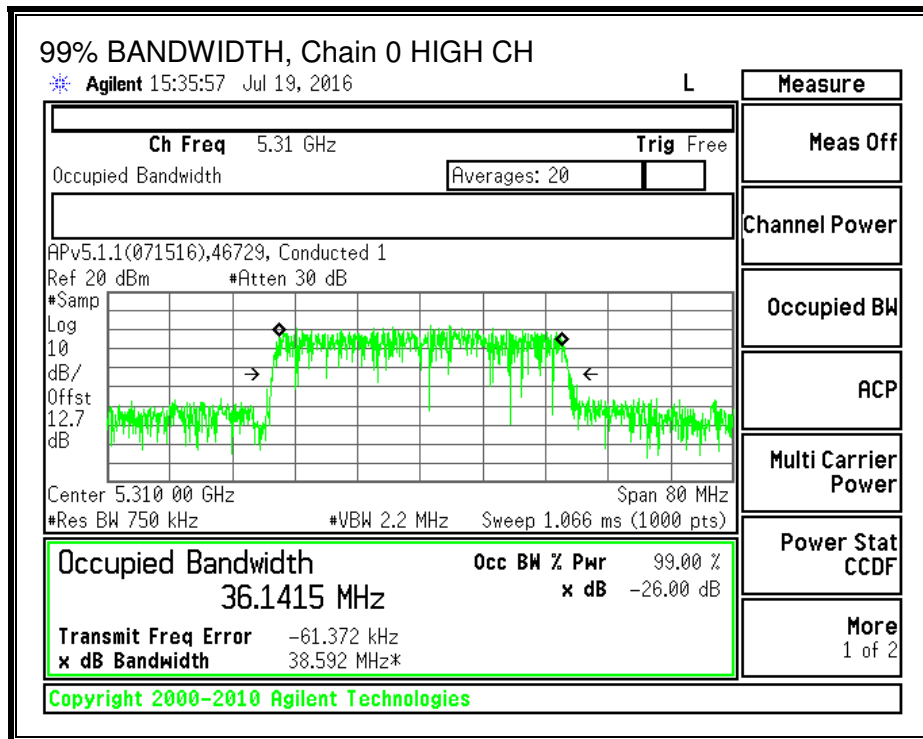 99% BANDWIDTH, Chain 0 HIGH CH
Agilent 15:35:57 Jul 19, 2016 L
Measure
Ch Freq 5.31 GHz Trig Free
Meas Off
Occupied Bandwidth Averages: 20
Channel Power
APv5.1.1(071516),46729, Conducted 1
Ref 20 dBm #Atten 30 dB
#Samp
Log
10
dB/
Offst
12.7
dB
Occupied BW
ACP
Center 5.310 00 GHz Span 80 MHz
#Res BW 750 kHz #VBW 2.2 MHz Sweep 1.066 ms (1000 pts)
Multi Carrier
Power
Occupied Bandwidth Occ BW % Pwr 99.00 %
36.1415 MHz x dB -26.00 dB
Transmit Freq Error -61.372 kHz
x dB Bandwidth 38.592 MHz*
Power Stat
CCDF
More
1 of 2
Copyright 2000-2010 Agilent Technologies